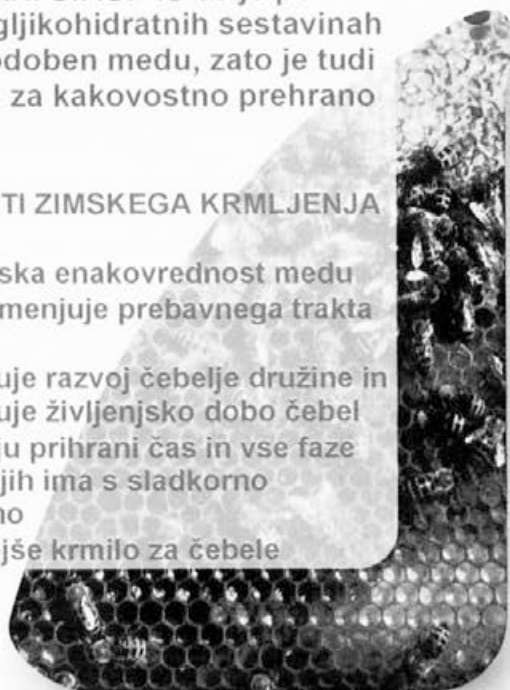 gljikohidratnih sestavinah
odoben medu, zato je tudi
za kakovostno prehrano
TI ZIMSKEGA KRMLJENJA
ska enakovrednost medu
menjuje prebavnega trakta
uje razvoj čebelje družine in
uje življenjsko dobo čebel
ju prihrani čas in vse faze
jih ima s sladkorno
no
jše krmilo za čebele